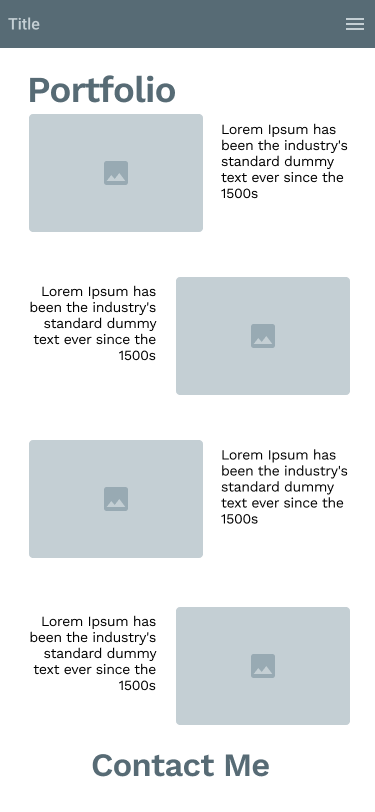 Title
Portfolio
Lorem Ipsum has
been the industry's
standard dummy
text ever since the
1500s
Lorem Ipsum has
been the industry's
standard dummy
text ever since the
1500s
Lorem Ipsum has
been the industry's
standard dummy
text ever since the
1500s
Lorem Ipsum has
been the industry's
standard dummy
text ever since the
1500s
Contact Me